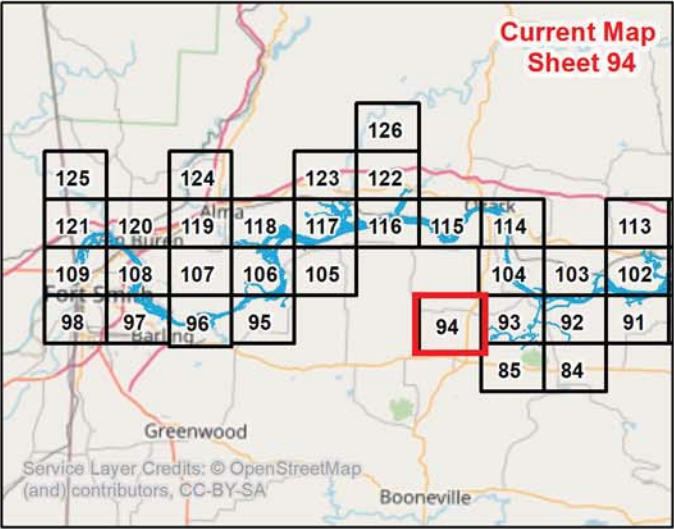 Current Map
Sheet 94
126
125 124 123 122
121 120 119 118 117 116 115 114 113
Alma
Van Buren
109 108 107 106 105 104 103 102
Fort Smith
98 97 96 95 94 93 92 91
Barling
85 84
Greenwood
Service Layer Credits: © OpenStreetMap
(and) contributors, CC-BY-SA
Booneville